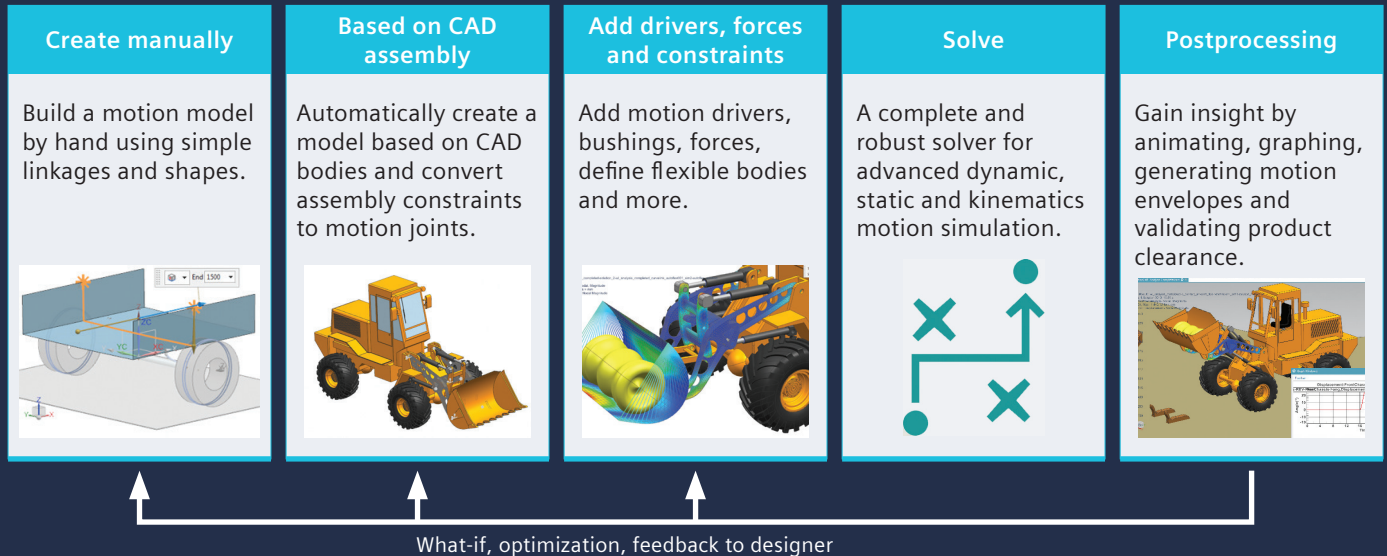 Create manually
Build a motion model
by hand using simple
linkages and shapes.
End 1500
ZC
YC
XC
Z
Y
X
Based on CAD
assembly
Automatically create a
model based on CAD
bodies and convert
assembly constraints
to motion joints.
Add drivers, forces
and constraints
Add motion drivers,
bushings, forces,
define flexible bodies
and more.
Solve
A complete and
robust solver for
advanced dynamic,
static and kinematics
motion simulation.
Postprocessing
Gain insight by
animating, graphing,
generating motion
envelopes and
validating product
clearance.
What-if, optimization, feedback to designer